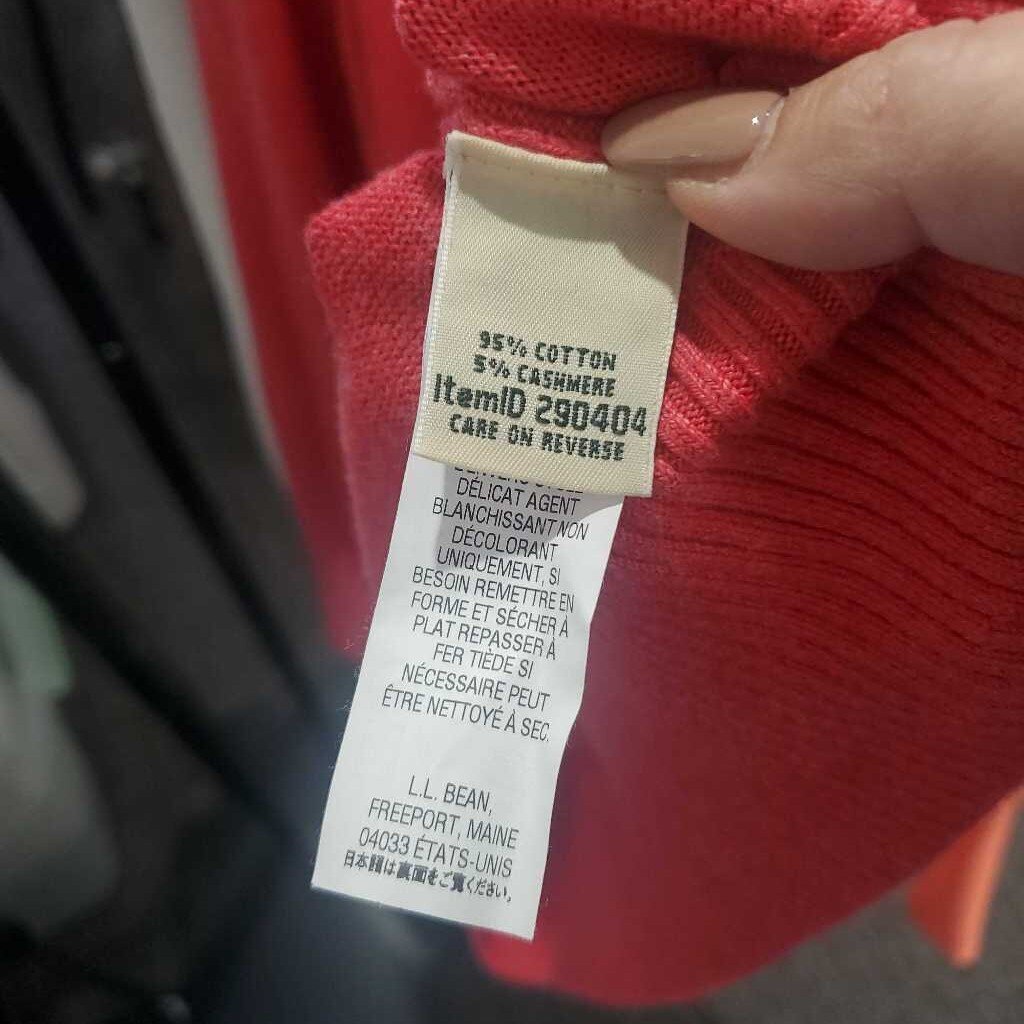 95% COTTON
5% CASHMERE
ItemID 290404
CARE ON REVERSE
DÉLICAT AGENT
BLANCHISSANT NON
DÉCOLORANT
UNIQUEMENT, SI
BESOIN REMETTRE EN
FORME ET SÉCHER À
PLAT REPASSER À
FER TIÈDE SI
NÉCESSAIRE PEUT
ÊTRE NETTOYÉ À SEC.
L.L. BEAN,
FREEPORT, MAINE
04033 ÉTATS-UNIS
日本語は裏面をご覧ください。